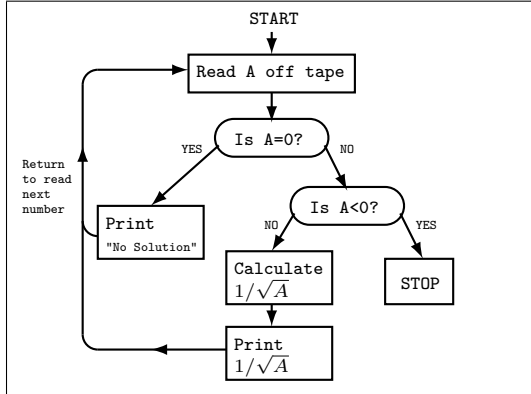 START
Read A off tape
Is A=0?
YES
NO
Return
to read
next
number
Is A<0?
Print
"No Solution"
NO
YES
Calculate
1/√A
STOP
Print
1/√A